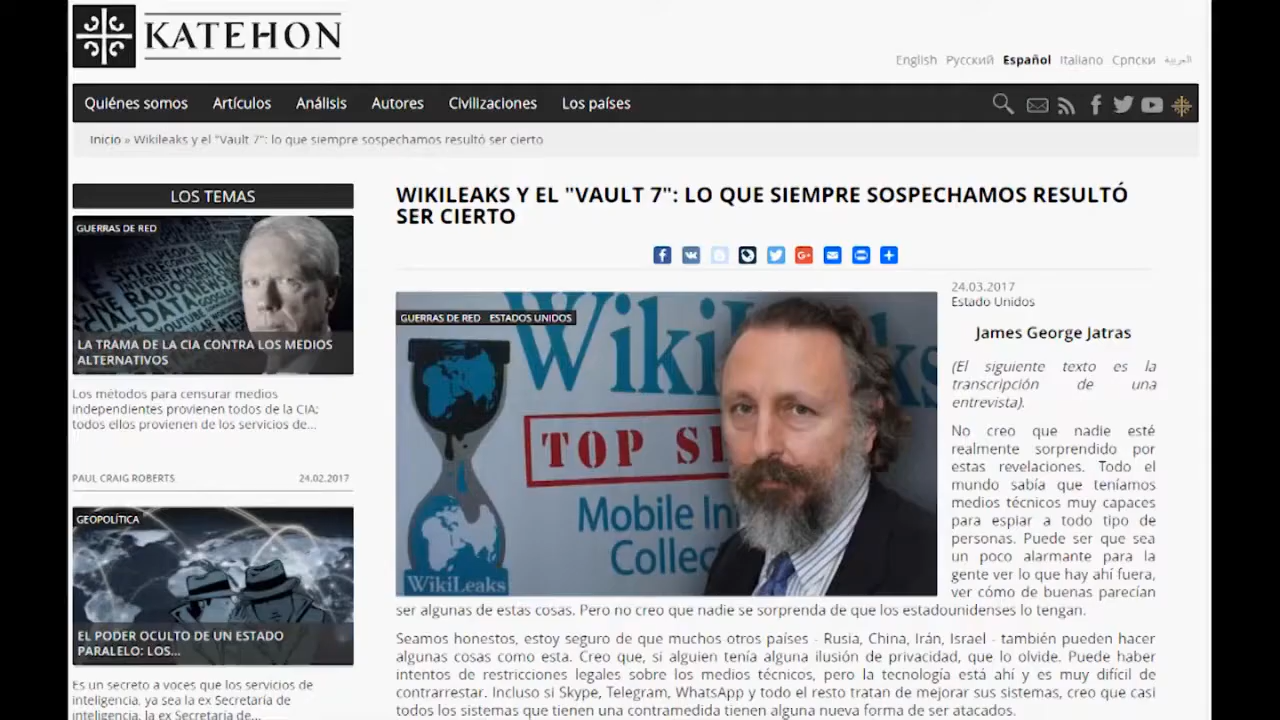 KATEHON
English Русский Español Italiano Српски العربية
Quiénes somos Artículos Análisis Autores Civilizaciones Los países
Inicio » Wikileaks y el "Vault 7": lo que siempre sospechamos resultó ser cierto
LOS TEMAS
GUERRAS DE RED
LA TRAMA DE LA CIA CONTRA LOS MEDIOS
ALTERNATIVOS
Los métodos para censurar medios
independientes provienen todos de la CIA;
todos ellos provienen de los servicios de...
PAUL CRAIG ROBERTS 24.02.2017
GEOPOLÍTICA
EL PODER OCULTO DE UN ESTADO
PARALELO: LOS...
Es un secreto a voces que los servicios de
inteligencia, ya sea la ex Secretaría de
inteligencia, la ex Secretaría de...
WIKILEAKS Y EL "VAULT 7": LO QUE SIEMPRE SOSPECHAMOS RESULTÓ
SER CIERTO
GUERRAS DE RED ESTADOS UNIDOS
WikiLeaks
TOP
Mobile
WikiLeaks
24.03.2017
Estado Unidos
James George Jatras
(El siguiente texto es la
transcripción de una
entrevista).
No creo que nadie esté
realmente sorprendido por
estas revelaciones. Todo el
mundo sabía que teníamos
medios técnicos muy capaces
para espiar a todo tipo de
personas. Puede ser que sea
un poco alarmante para la
gente ver lo que hay ahí fuera,
ver cómo de buenas parecían
ser algunas de estas cosas. Pero no creo que nadie se sorprenda de que los estadounidenses lo tengan.
Seamos honestos, estoy seguro de que muchos otros países - Rusia, China, Irán, Israel - también pueden hacer
algunas cosas como esta. Creo que, si alguien tenía alguna ilusión de privacidad, que lo olvide. Puede haber
intentos de restricciones legales sobre los medios técnicos, pero la tecnología está ahí y es muy difícil de
contrarrestar. Incluso si Skype, Telegram, WhatsApp y todo el resto tratan de mejorar sus sistemas, creo que casi
todos los sistemas que tienen una contramedida tienen alguna nueva forma de ser atacados.